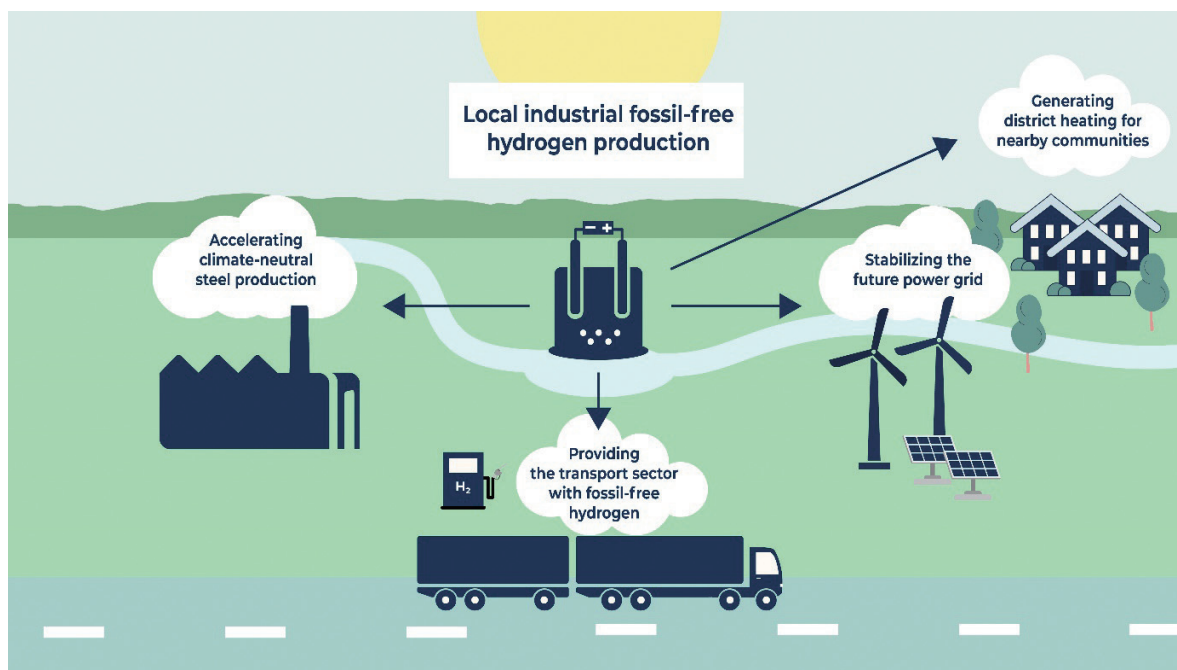 Local industrial fossil-free
hydrogen production
Generating
district heating for
nearby communities
Accelerating
climate-neutral
steel production
Stabilizing the
future power grid
− +
Providing
the transport sector
with fossil-free
hydrogen
H₂